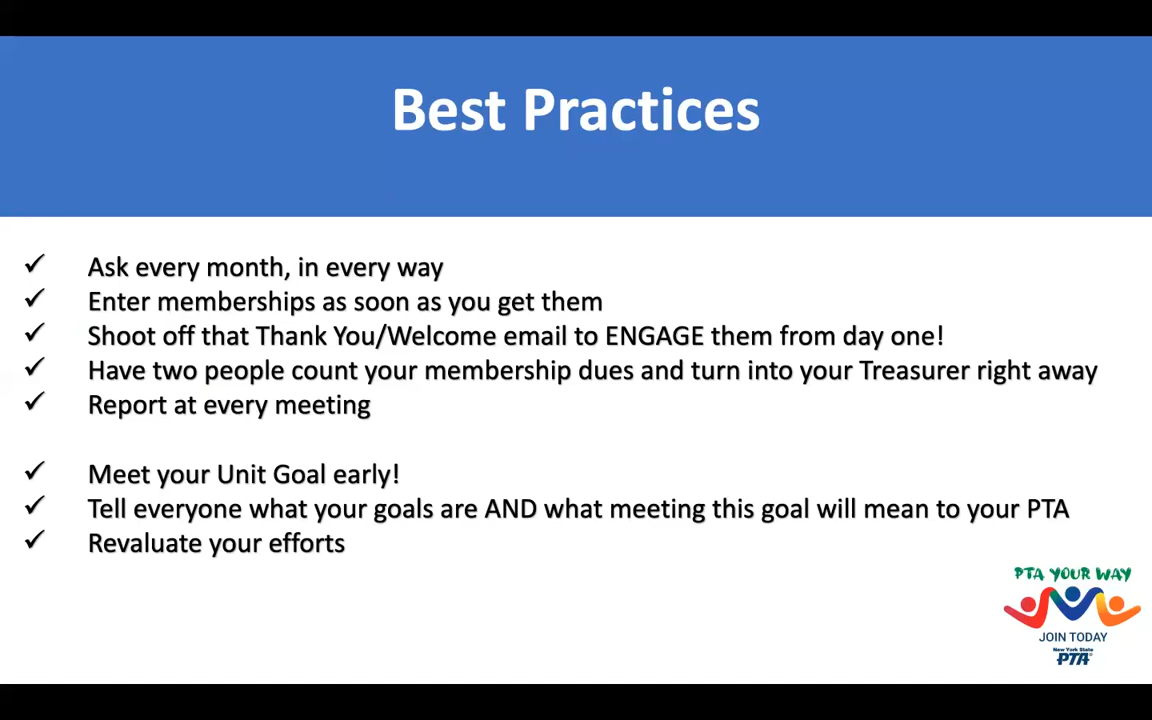 Best Practices
✓ Ask every month, in every way
✓ Enter memberships as soon as you get them
✓ Shoot off that Thank You/Welcome email to ENGAGE them from day one!
✓ Have two people count your membership dues and turn into your Treasurer right away
✓ Report at every meeting
✓ Meet your Unit Goal early!
✓ Tell everyone what your goals are AND what meeting this goal will mean to your PTA
✓ Revaluate your efforts
PTA YOUR WAY
JOIN TODAY
New York State
PTA®